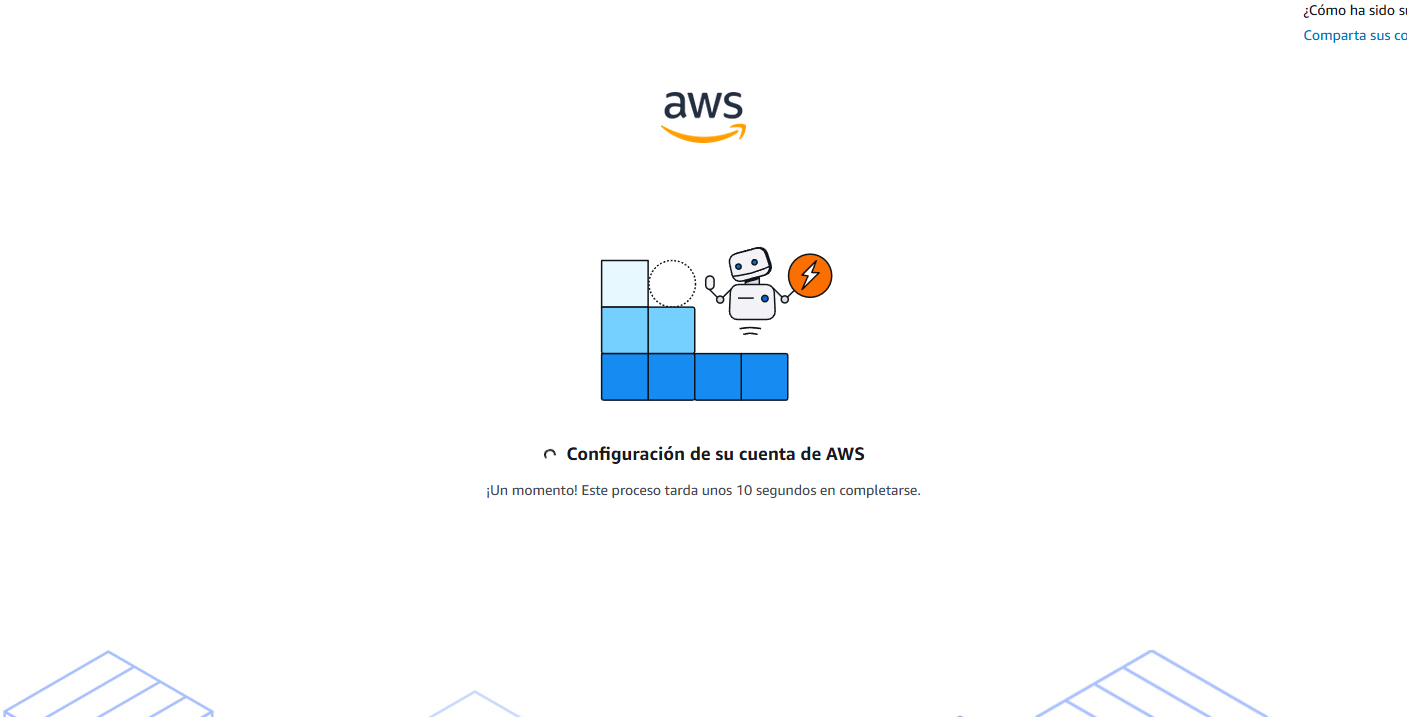 ¿Cómo ha sido
Comparta sus
aws
Configuración de su cuenta de AWS
¡Un momento! Este proceso tarda unos 10 segundos en completarse.